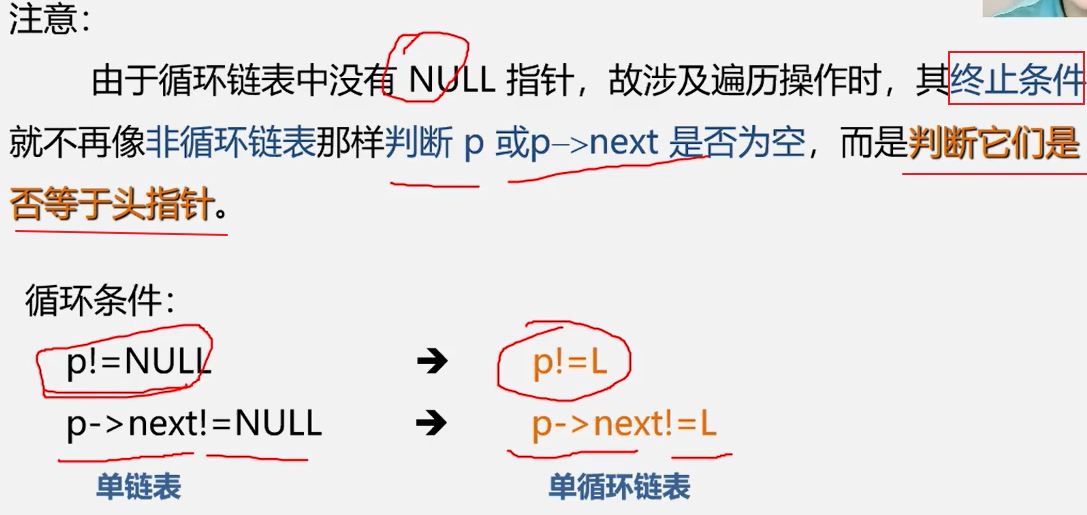 注意：
由于循环链表中没有 NULL 指针，故涉及遍历操作时，其终止条件
就不再像非循环链表那样判断 p 或p–>next 是否为空，而是判断它们是
否等于头指针。
循环条件：
p!=NULL → p!=L
p->next!=NULL → p->next!=L
单链表 单循环链表